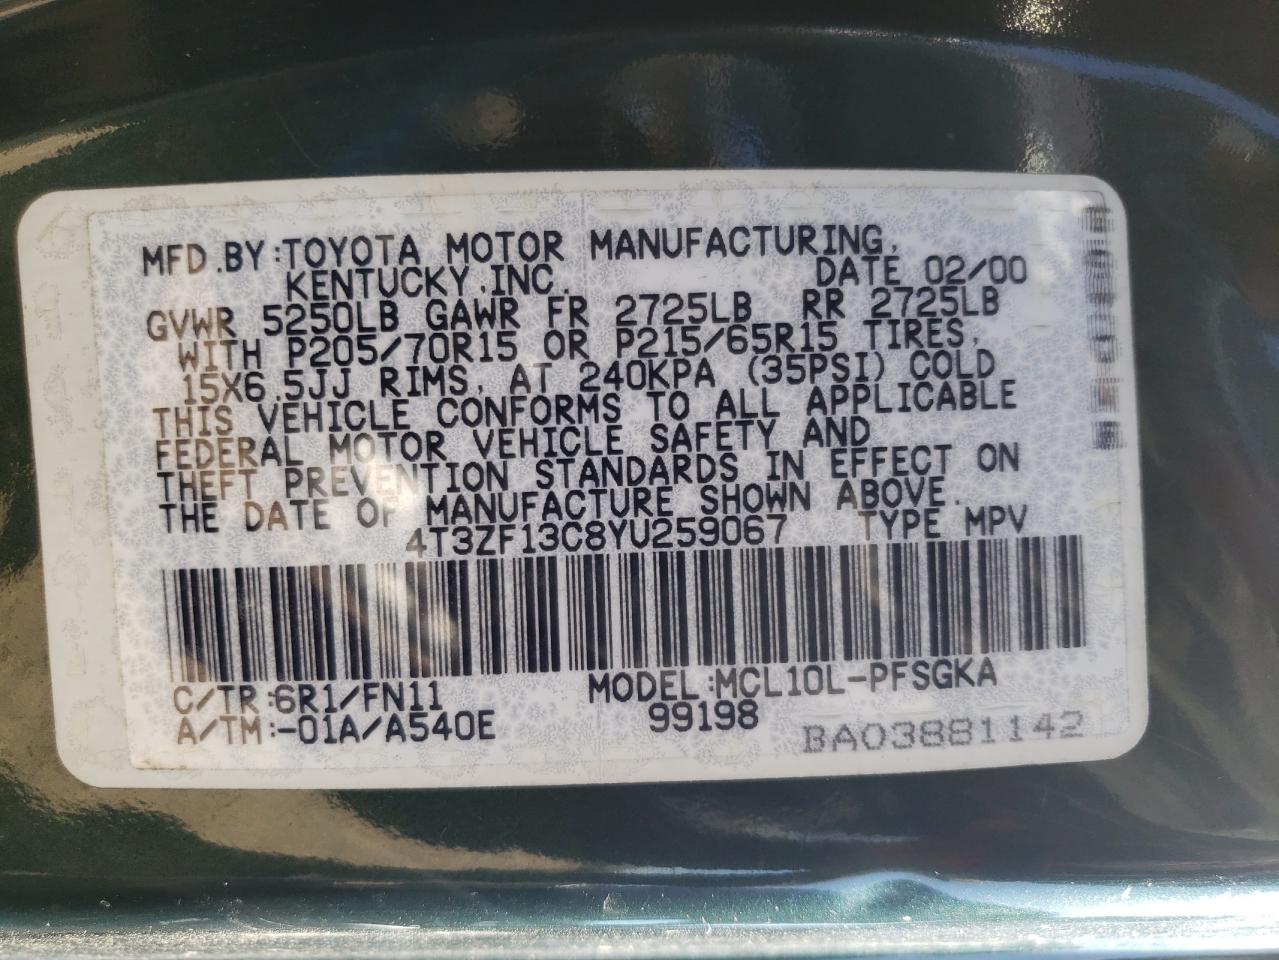 MFD.BY:TOYOTA MOTOR MANUFACTURING,
KENTUCKY,INC. DATE 02/00
GVWR 5250LB GAWR FR 2725LB RR 2725LB
WITH P205/70R15 OR P215/65R15 TIRES,
15X6.5JJ RIMS, AT 240KPA (35PSI) COLD
THIS VEHICLE CONFORMS TO ALL APPLICABLE
FEDERAL MOTOR VEHICLE SAFETY AND
THEFT PREVENTION STANDARDS IN EFFECT ON
THE DATE OF MANUFACTURE SHOWN ABOVE.
4T3ZF13C8YU259067 TYPE MPV
C/TR:6R1/FN11 MODEL:MCL10L-PFSGKA
A/TM:-01A/A540E 99198 BA03881142